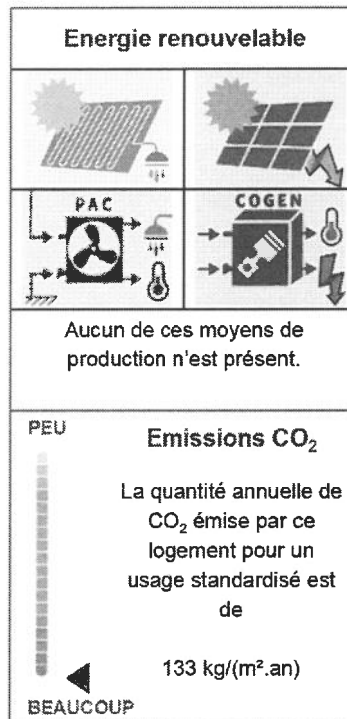 Energie renouvelable
PAC
COGEN
Aucun de ces moyens de
production n'est présent.
PEU
Emissions CO₂
La quantité annuelle de
CO₂ émise par ce
logement pour un
usage standardisé est
de
133 kg/(m².an)
BEAUCOUP